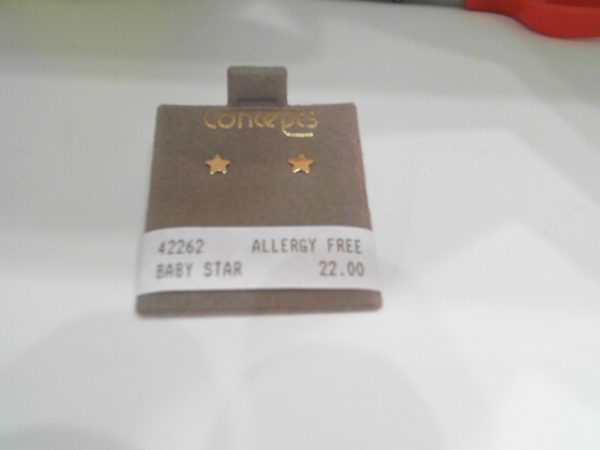 Concepts
42262 ALLERGY FREE
BABY STAR 22.00